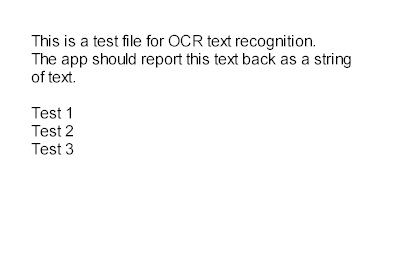 This is a test file for OCR text recognition.
The app should report this text back as a string
of text.
Test 1
Test 2
Test 3